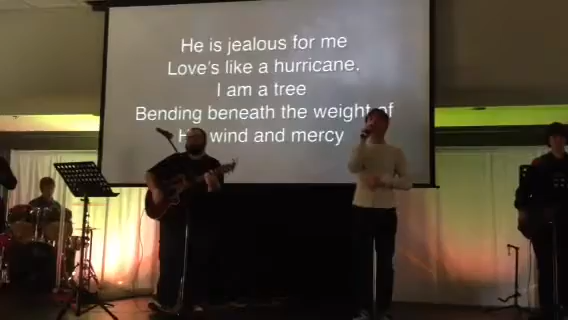 He is jealous for me
Love's like a hurricane.
I am a tree
Bending beneath the weight of
wind and mercy